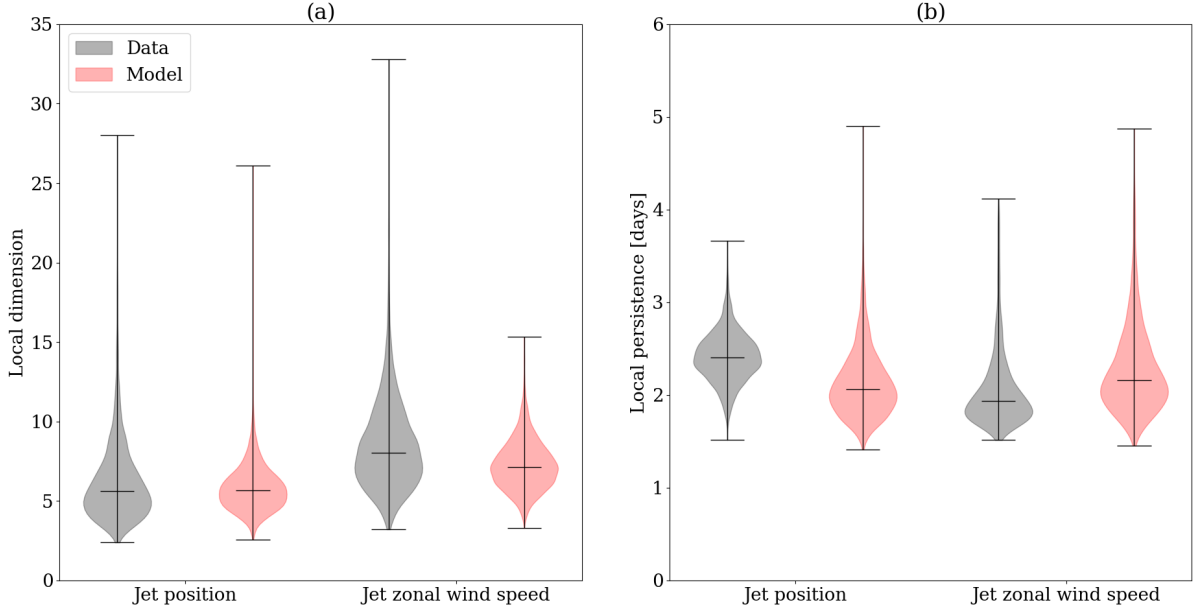 (a)
Local dimension
35
30
25
20
15
10
5
0
Data
Model
Jet position
Jet zonal wind speed
(b)
Local persistence [days]
6
5
4
3
2
1
0
Jet position
Jet zonal wind speed